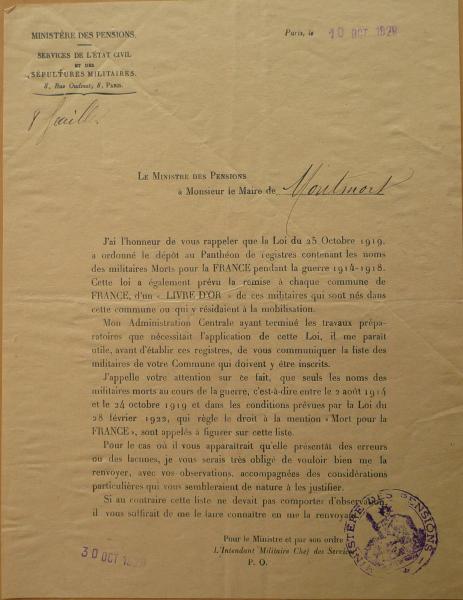 MINISTÈRE DES PENSIONS.
SERVICES DE L'ÉTAT CIVIL
ET DES
SÉPULTURES MILITAIRES.
8, Rue Oudinot, 8, PARIS.
Paris, le 10 OCT 1929
8
LE MINISTRE DES PENSIONS
à Monsieur le Maire de Montmort
J'ai l'honneur de vous rappeler que la Loi du 25 Octobre 1919,
a ordonné le dépôt au Panthéon de registres contenant les noms
des militaires Morts pour la FRANCE pendant la guerre 1914-1918.
Cette loi a également prévu la remise à chaque commune de
FRANCE, d'un « LIVRE D'OR » de ces militaires qui sont nés dans
cette commune ou qui y résidaient à la mobilisation.
Mon Administration Centrale ayant terminé les travaux prépa-
ratoires que nécessitait l'application de cette Loi, il me paraît
utile, avant d'établir ces registres, de vous communiquer la liste des
militaires de votre Commune qui doivent y être inscrits.
J'appelle votre attention sur ce fait, que seuls les noms des
militaires morts au cours de la guerre, c'est-à-dire entre le 2 août 1914
et le 24 octobre 1919 et dans les conditions prévues par la Loi du
28 février 1922, qui règle le droit à la mention « Mort pour la
FRANCE », sont appelés à figurer sur cette liste.
Pour le cas où il vous apparaîtrait qu'elle présentât des erreurs
ou des lacunes, je vous serais très obligé de vouloir bien me la
renvoyer, avec vos observations, accompagnées des considérations
particulières qui vous sembleraient de nature à les justifier.
Si au contraire cette liste ne devait pas comporter d'observation
il vous suffirait de me le faire connaître en me la renvoya
Pour le Ministre et par son ordre
L'Intendant Militaire Chef des Service
P. O.
30 OCT 1929
MINISTÈRE DES PENSIONS